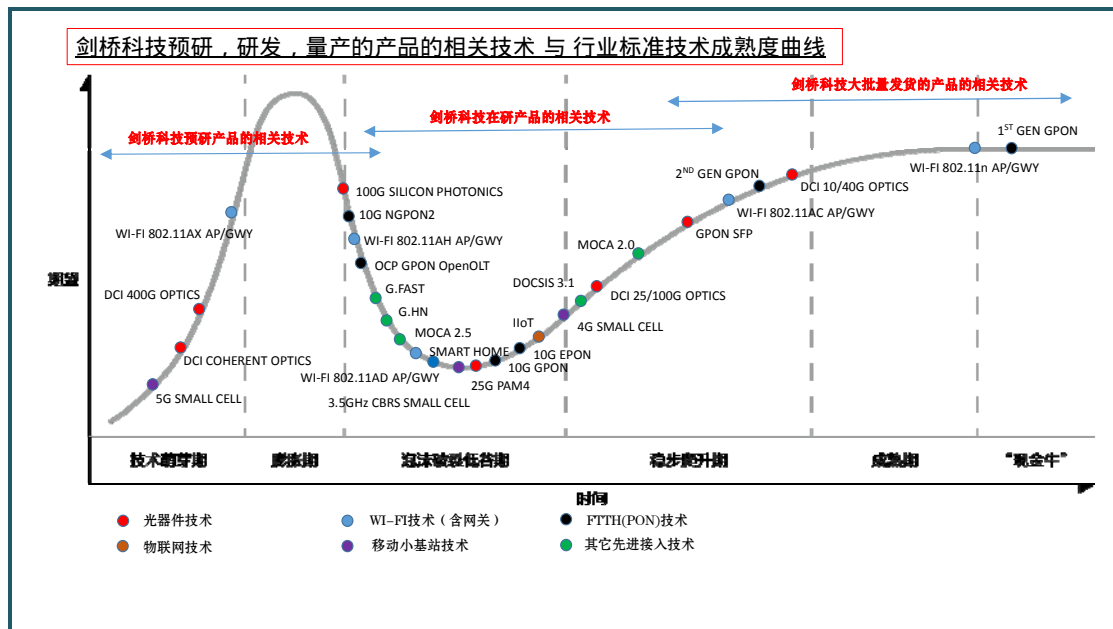 剑桥科技预研，研发，量产的产品的相关技术 与 行业标准技术成熟度曲线
剑桥科技大批量发货的产品的相关技术
剑桥科技在研产品的相关技术
剑桥科技预研产品的相关技术
1ST GEN GPON
WI-FI 802.11n AP/GWY
2ND GEN GPON
DCI 10/40G OPTICS
100G SILICON PHOTONICS
WI-FI 802.11AC AP/GWY
10G NGPON2
GPON SFP
WI-FI 802.11AX AP/GWY
WI-FI 802.11AH AP/GWY
MOCA 2.0
OCP GPON OpenOLT
期望
DOCSIS 3.1
G.FAST
DCI 400G OPTICS
DCI 25/100G OPTICS
G.HN
IIoT
4G SMALL CELL
MOCA 2.5
SMART HOME
10G EPON
DCI COHERENT OPTICS
10G GPON
WI-FI 802.11AD AP/GWY
25G PAM4
5G SMALL CELL
3.5GHz CBRS SMALL CELL
技术萌芽期
膨胀期
泡沫破裂低谷期
稳步爬升期
成熟期
“现金牛”
时间
光器件技术
WI-FI技术（含网关）
FTTH(PON)技术
物联网技术
移动小基站技术
其它先进接入技术